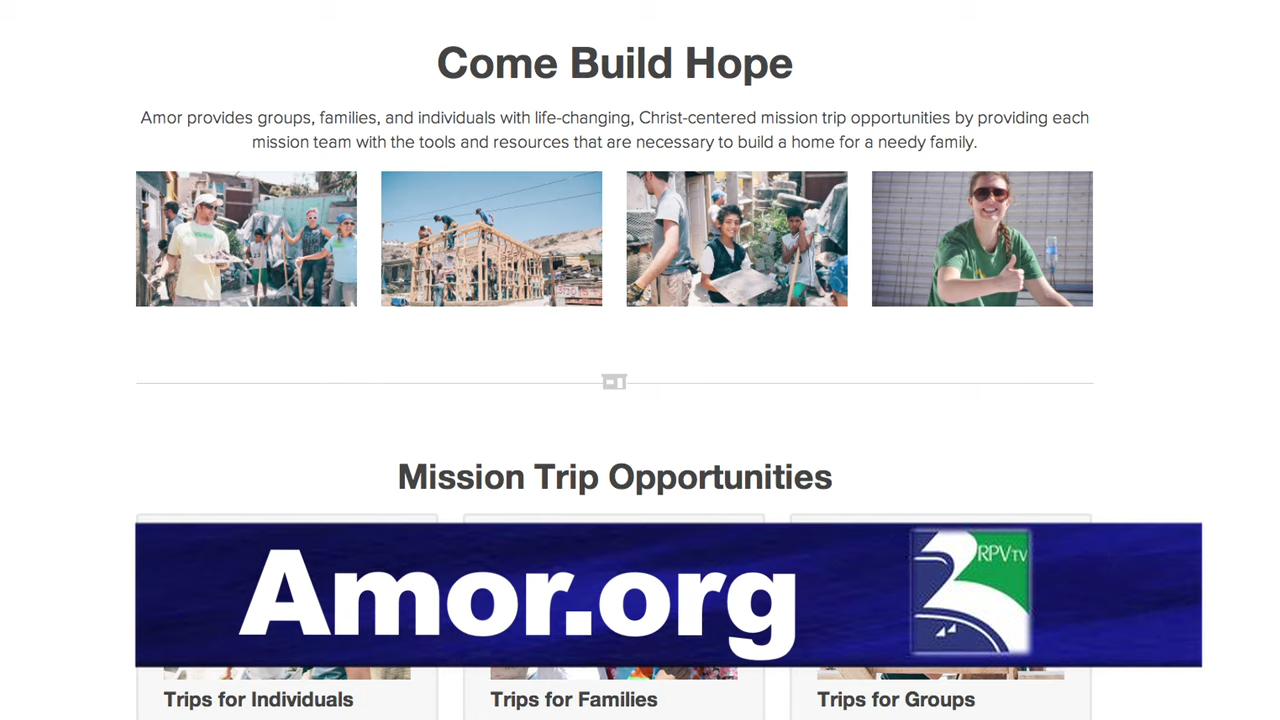 Come Build Hope
Amor provides groups, families, and individuals with life-changing, Christ-centered mission trip opportunities by providing each
mission team with the tools and resources that are necessary to build a home for a needy family.
Mission Trip Opportunities
Amor.org
RPVTV
Trips for Individuals
Trips for Families
Trips for Groups